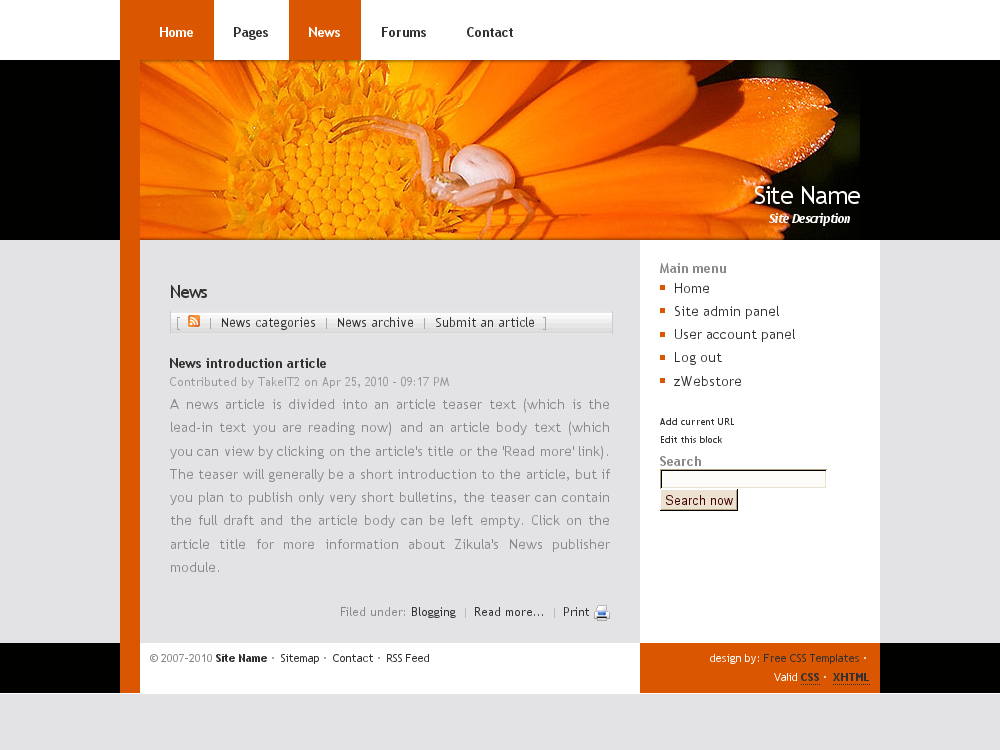 Home Pages News Forums Contact
Site Name
Site Description
News
[ | News categories | News archive | Submit an article ]
News introduction article
Contributed by TakeIT2 on Apr 25, 2010 - 09:17 PM
A news article is divided into an article teaser text (which is the
lead-in text you are reading now) and an article body text (which
you can view by clicking on the article's title or the 'Read more' link).
The teaser will generally be a short introduction to the article, but if
you plan to publish only very short bulletins, the teaser can contain
the full draft and the article body can be left empty. Click on the
article title for more information about Zikula's News publisher
module.
Filed under: Blogging | Read more... | Print
Main menu
Home
Site admin panel
User account panel
Log out
zWebstore
Add current URL
Edit this block
Search
Search now
© 2007-2010 Site Name · Sitemap · Contact · RSS Feed
design by: Free CSS Templates ·
Valid CSS · XHTML